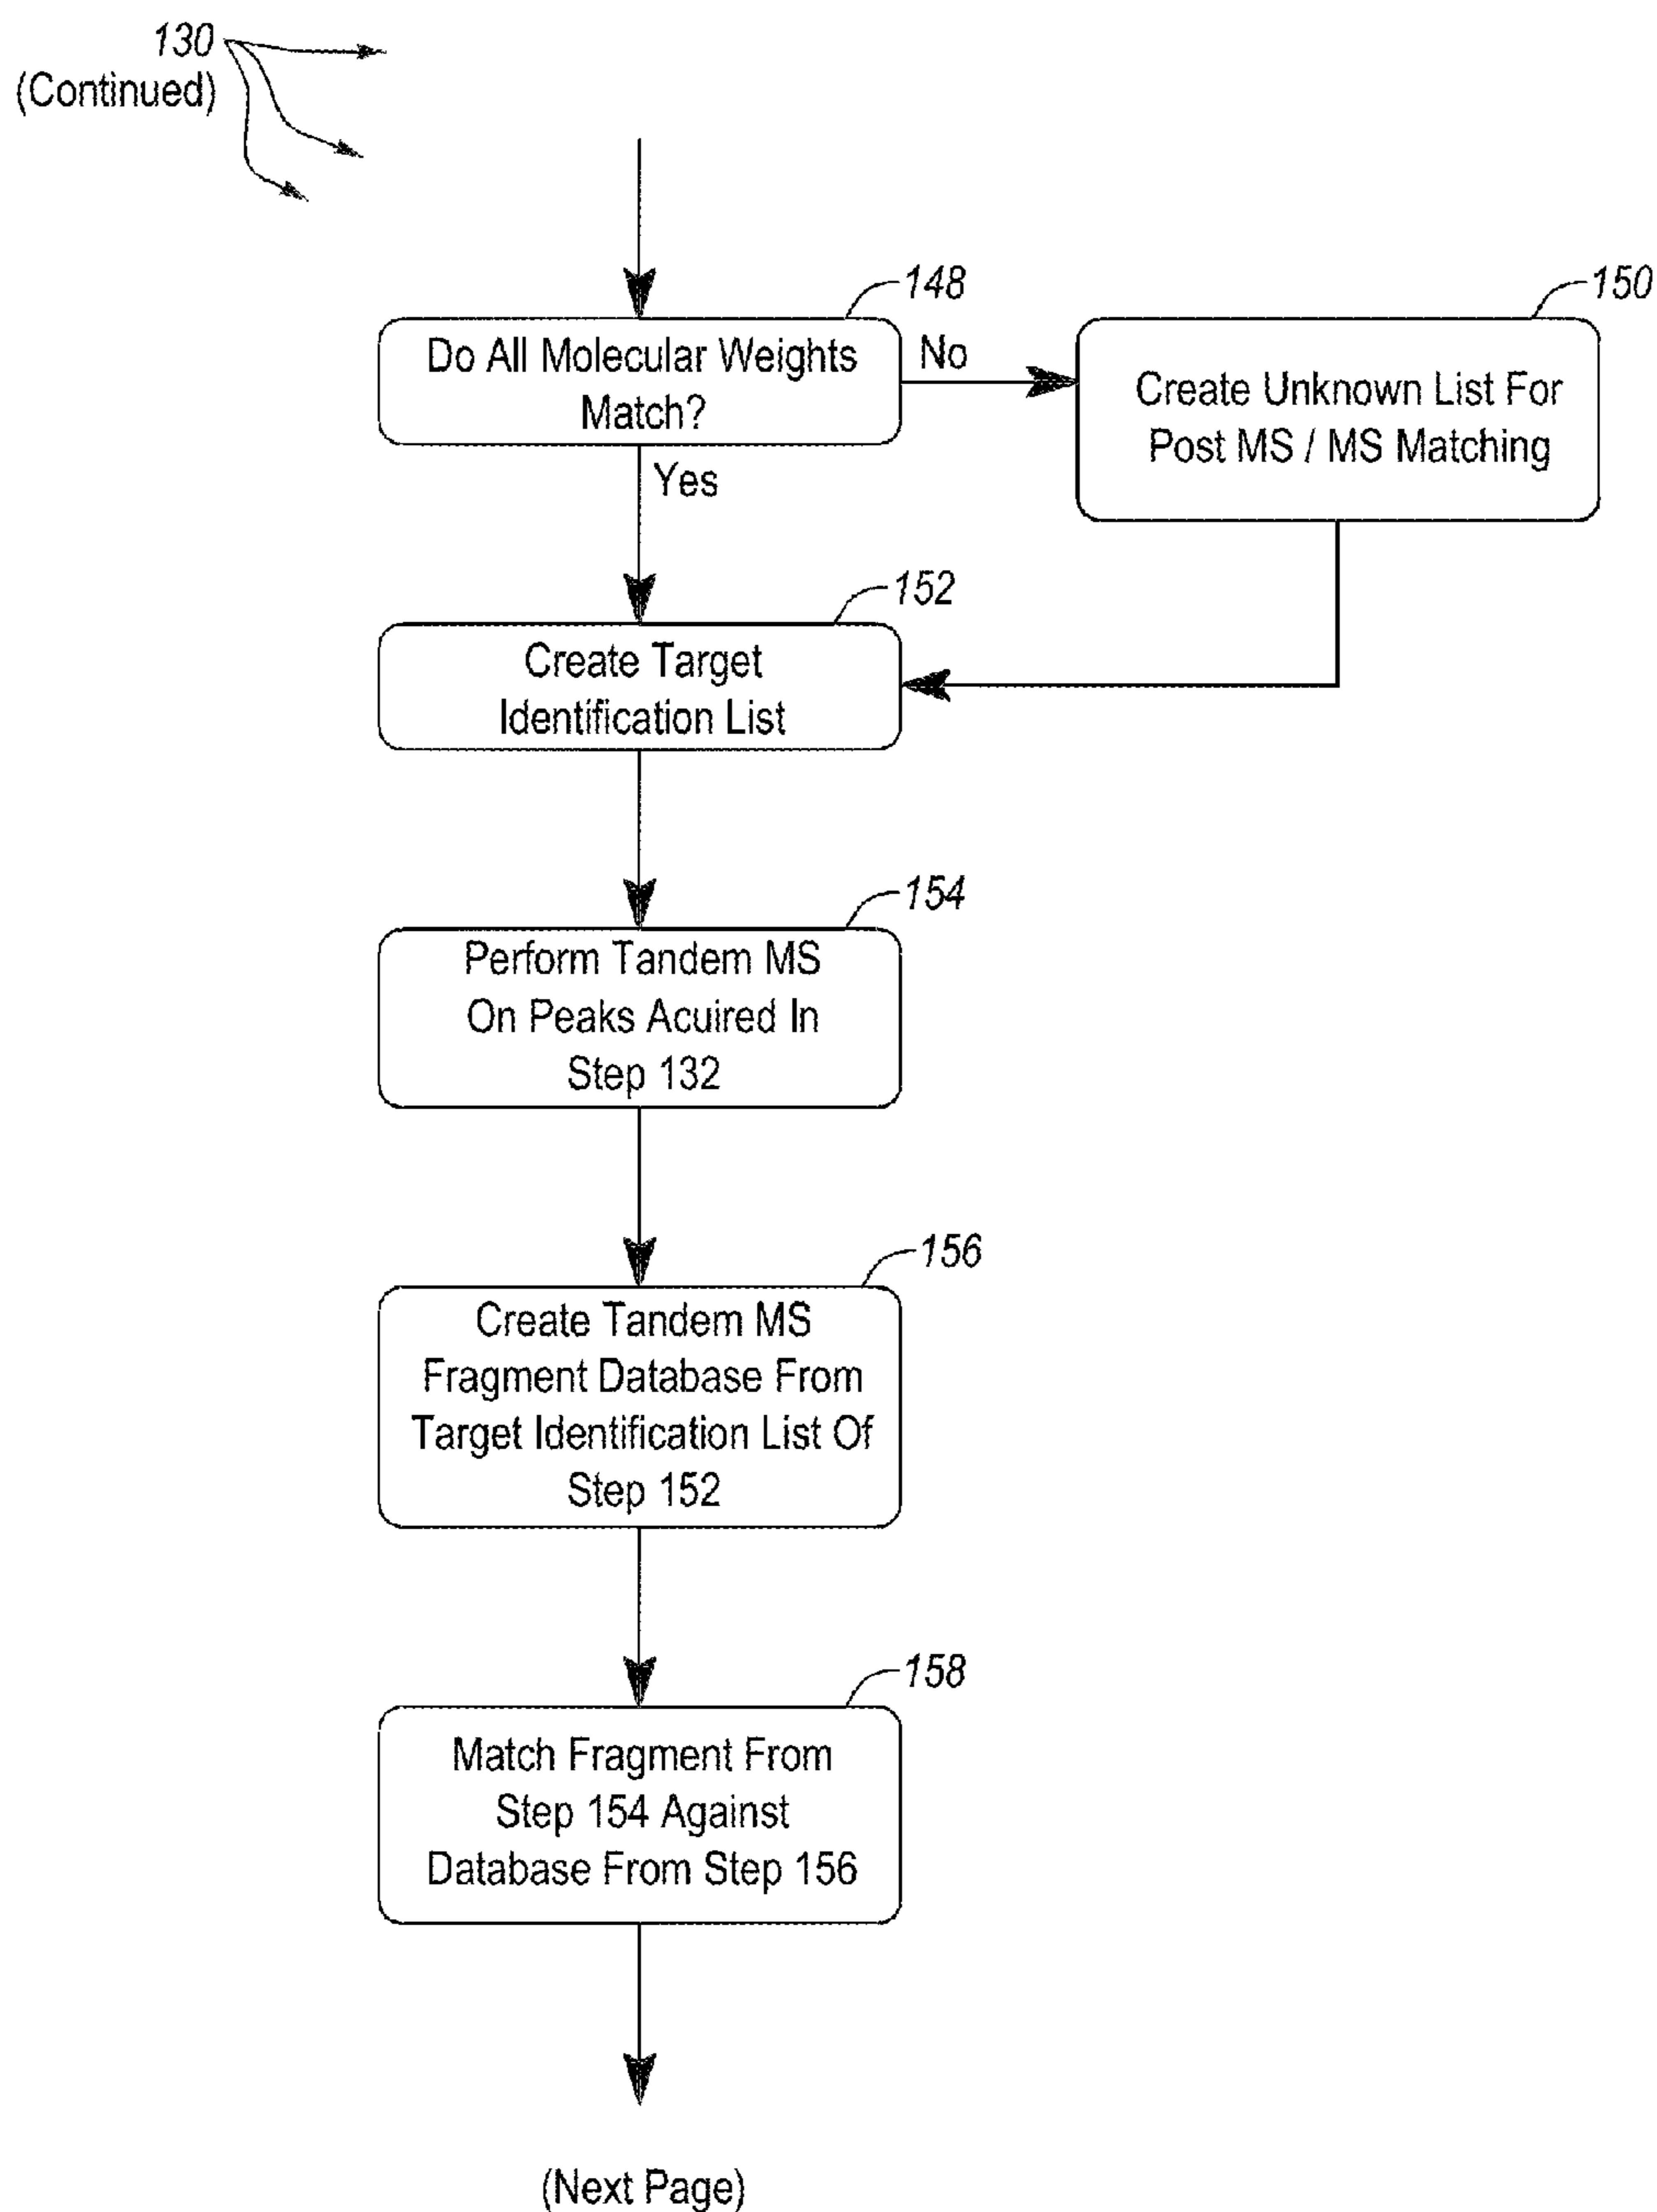 130
(Continued)
148
Do All Molecular Weights
Match?
No
150
Create Unknown List For
Post MS / MS Matching
Yes
152
Create Target
Identification List
154
Perform Tandem MS
On Peaks Acuired In
Step 132
156
Create Tandem MS
Fragment Database From
Target Identification List Of
Step 152
158
Match Fragment From
Step 154 Against
Database From Step 156
(Next Page)